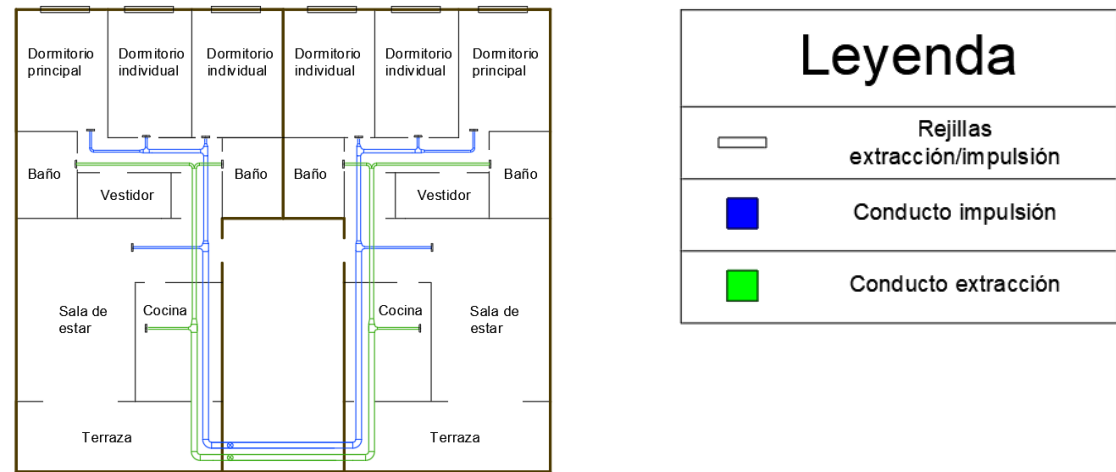 Dormitorio
principal
Dormitorio
individual
Dormitorio
individual
Dormitorio
individual
Dormitorio
individual
Dormitorio
principal
Baño
Vestidor
Baño
Baño
Vestidor
Baño
Sala de
estar
Cocina
Cocina
Sala de
estar
Terraza
Terraza
Leyenda
Rejillas
extracción/impulsión
Conducto impulsión
Conducto extracción